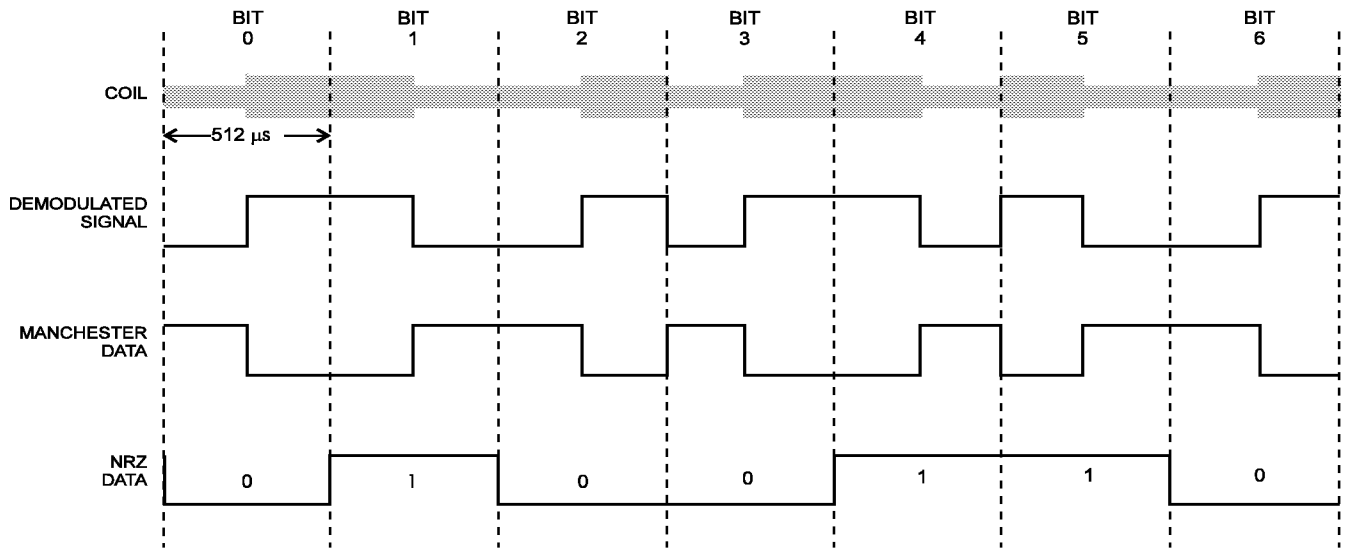 BIT BIT BIT BIT BIT BIT BIT
0 1 2 3 4 5 6
COIL
512 µs
DEMODULATED
SIGNAL
MANCHESTER
DATA
NRZ
DATA
0 1 0 0 1 1 0